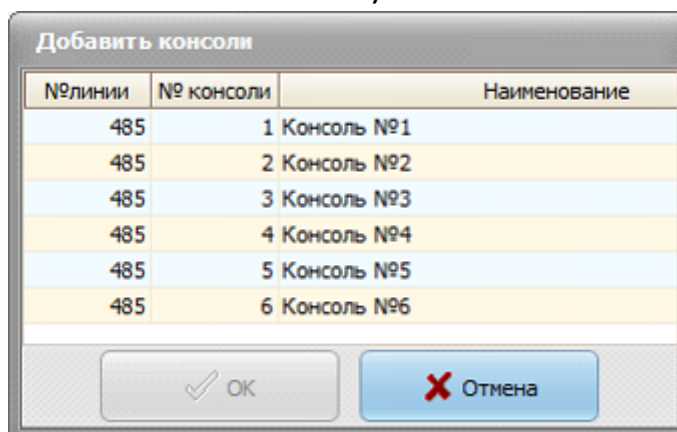 Добавить консоли
№линии № консоли Наименование
485 1 Консоль №1
485 2 Консоль №2
485 3 Консоль №3
485 4 Консоль №4
485 5 Консоль №5
485 6 Консоль №6
ОК Отмена